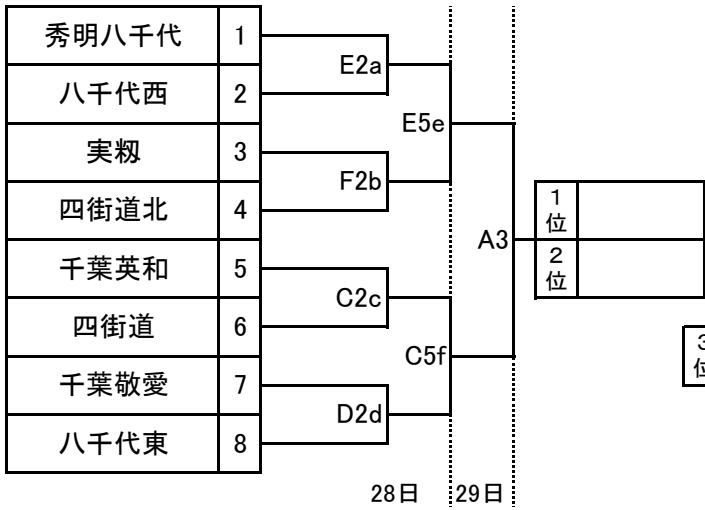 秀明八千代 1
E2a
八千代西 2
E5e
実籾 3
F2b
四街道北 4
1位
A3
2位
千葉英和 5
C2c
四街道 6
C5f
千葉敬愛 7
D2d
八千代東 8
28日 29日